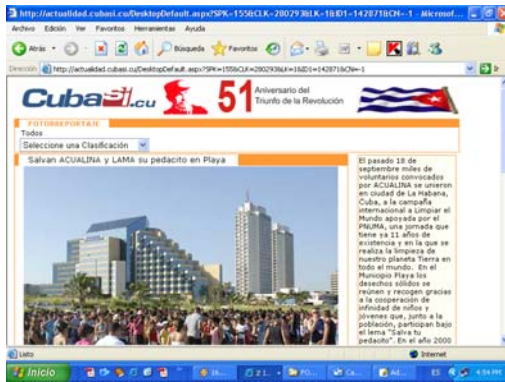 http://actualidad.cubasi.cu/DesktopDefault.aspx?SPK=155&CLK=280293&LK=1&ID1=142871&CN=-1 - Microsof...
Archivo Edición Ver Favoritos Herramientas Ayuda
Atrás Búsqueda Favoritos
Dirección http://actualidad.cubasi.cu/DesktopDefault.aspx?SPK=155&CLK=280293&LK=1&ID1=142871&CN=-1 Ir
CubaSi.cu 51 Aniversario del
Triunfo de la Revolución
FOTORREPORTAJE
Todos
Seleccione una Clasificación
Salvan ACUALINA y LAMA su pedacito en Playa
El pasado 18 de
septiembre miles de
voluntarios convocados
por ACUALINA se unieron
en ciudad de La Habana,
Cuba, a la campaña
internacional a Limpiar el
Mundo apoyada por el
PNUMA, una jornada que
tiene ya 11 años de
existencia y en la que se
realiza la limpieza de
nuestro planeta Tierra en
todo el mundo. En el
Municipio Playa los
desechos sólidos se
reúnen y recogen gracias
a la cooperación de
infinidad de niños y
jóvenes que, junto a la
población, participan bajo
el lema "Salva tu
pedacito". En el año 2000
Listo Internet
Inicio ES 4:54 PM